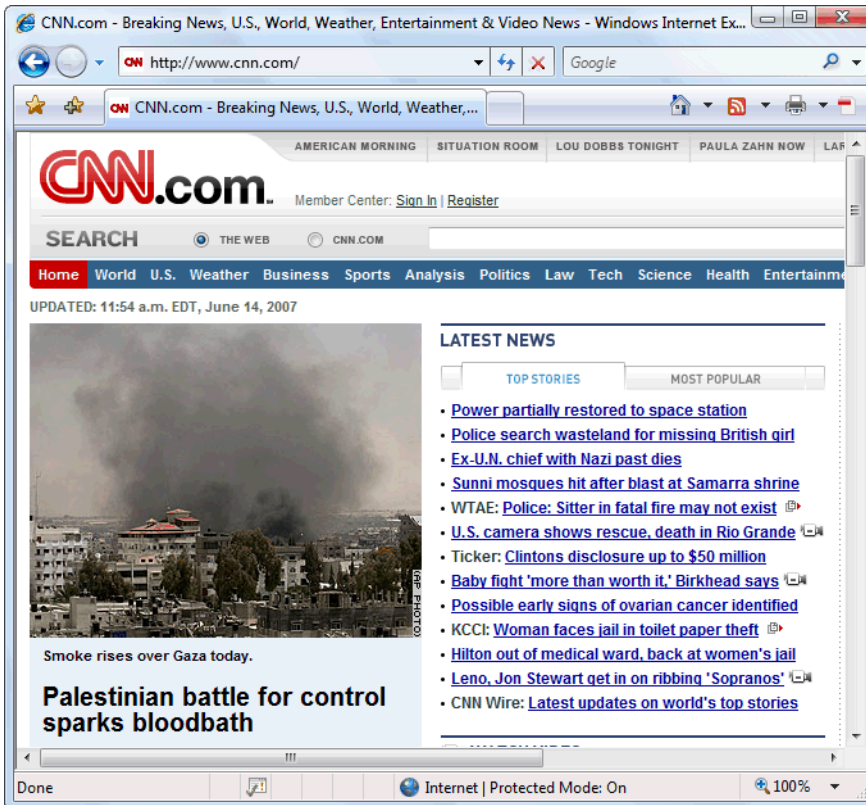 CNN.com - Breaking News, U.S., World, Weather, Entertainment & Video News - Windows Internet Ex...
CNN http://www.cnn.com/ Google
CNN CNN.com - Breaking News, U.S., World, Weather,...
AMERICAN MORNING SITUATION ROOM LOU DOBBS TONIGHT PAULA ZAHN NOW LAR
CNN.com
Member Center: Sign In | Register
SEARCH THE WEB CNN.COM
Home World U.S. Weather Business Sports Analysis Politics Law Tech Science Health Entertainme
UPDATED: 11:54 a.m. EDT, June 14, 2007
(AP PHOTO)
Smoke rises over Gaza today.
Palestinian battle for control
sparks bloodbath
LATEST NEWS
TOP STORIES MOST POPULAR
• Power partially restored to space station
• Police search wasteland for missing British girl
• Ex-U.N. chief with Nazi past dies
• Sunni mosques hit after blast at Samarra shrine
• WTAE: Police: Sitter in fatal fire may not exist
• U.S. camera shows rescue, death in Rio Grande
• Ticker: Clintons disclosure up to $50 million
• Baby fight 'more than worth it,' Birkhead says
• Possible early signs of ovarian cancer identified
• KCCI: Woman faces jail in toilet paper theft
• Hilton out of medical ward, back at women's jail
• Leno, Jon Stewart get in on ribbing 'Sopranos'
• CNN Wire: Latest updates on world's top stories
Done Internet | Protected Mode: On 100%